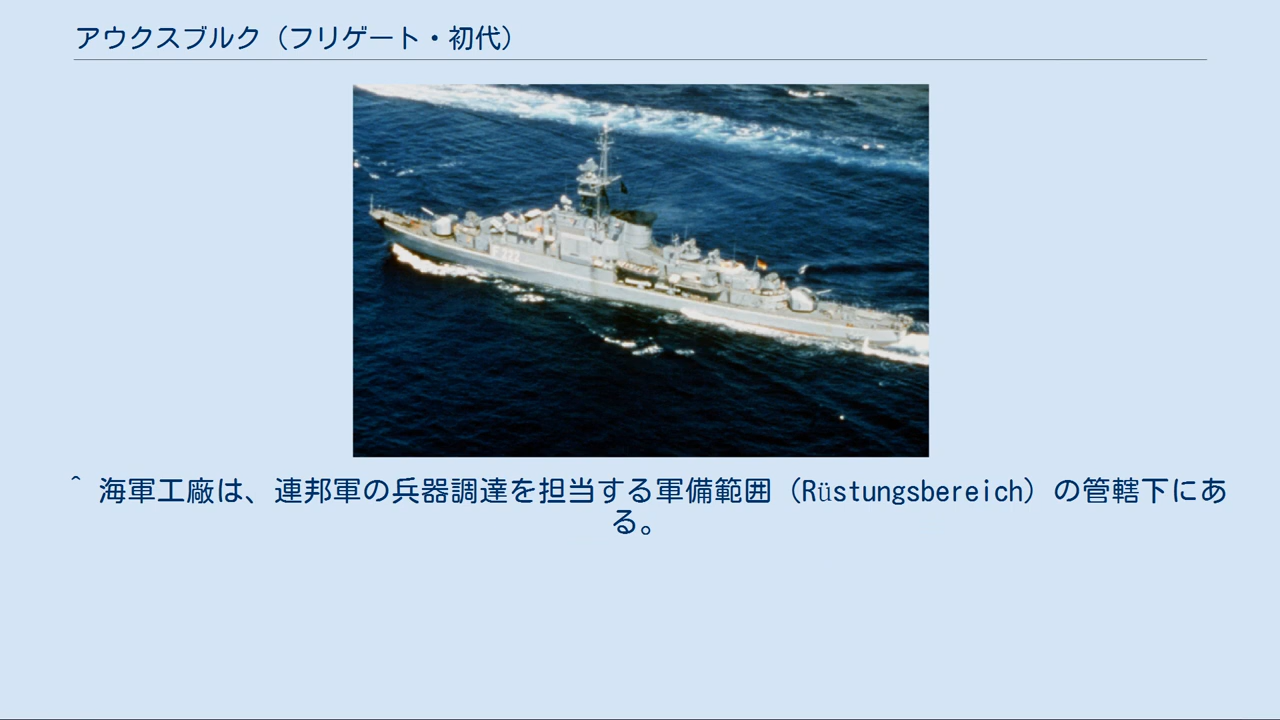 アウクスブルク（フリゲート・初代）
F222
^ 海軍工廠は、連邦軍の兵器調達を担当する軍備範囲（Rüstungsbereich）の管轄下にあ
る。